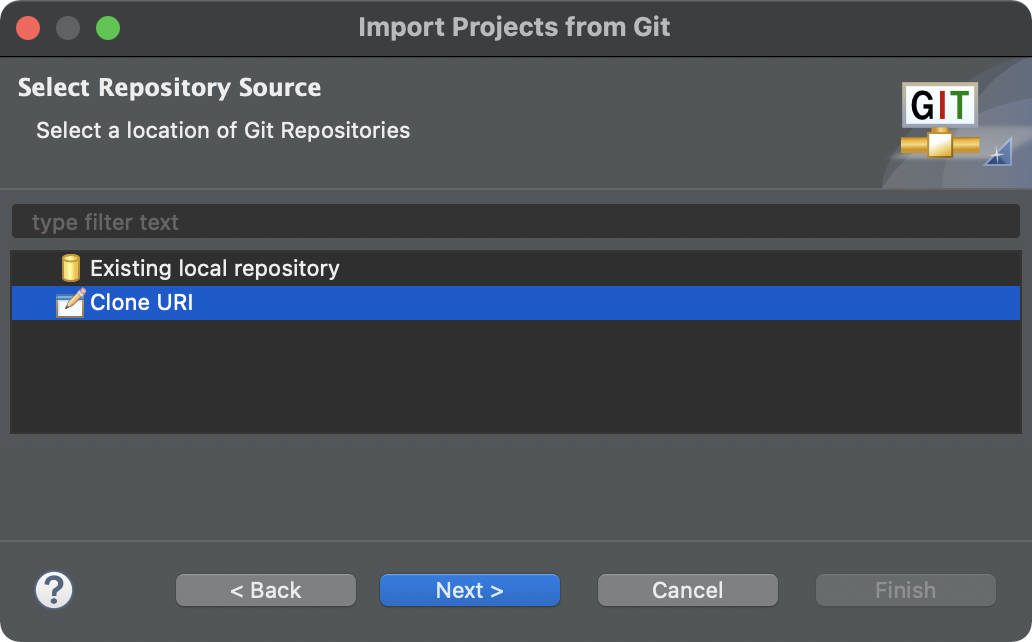 Import Projects from Git
Select Repository Source
Select a location of Git Repositories
GIT
type filter text
Existing local repository
Clone URI
?
< Back
Next >
Cancel
Finish